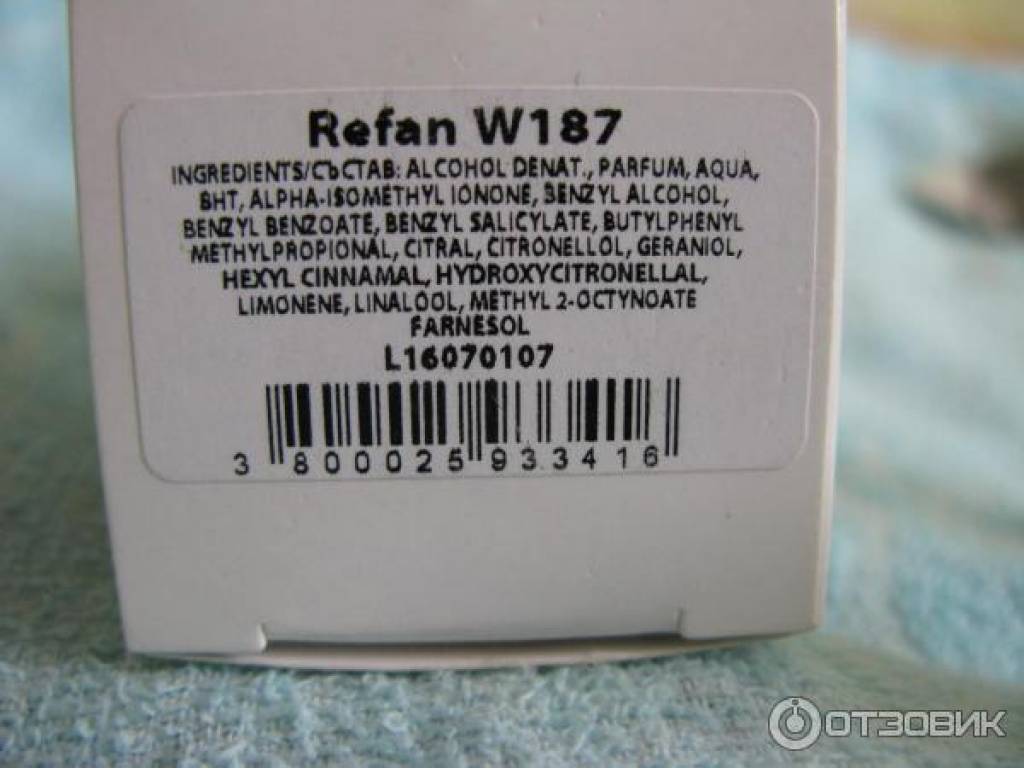 Refan W187
INGREDIENTS/СЪСТАВ: ALCOHOL DENAT., PARFUM, AQUA,
BHT, ALPHA-ISOMETHYL IONONE, BENZYL ALCOHOL,
BENZYL BENZOATE, BENZYL SALICYLATE, BUTYLPHENYL
METHYLPROPIONAL, CITRAL, CITRONELLOL, GERANIOL,
HEXYL CINNAMAL, HYDROXYCITRONELLAL,
LIMONENE, LINALOOL, METHYL 2-OCTYNOATE
FARNESOL
L16070107
3 800025 933416
ОТЗОВИК